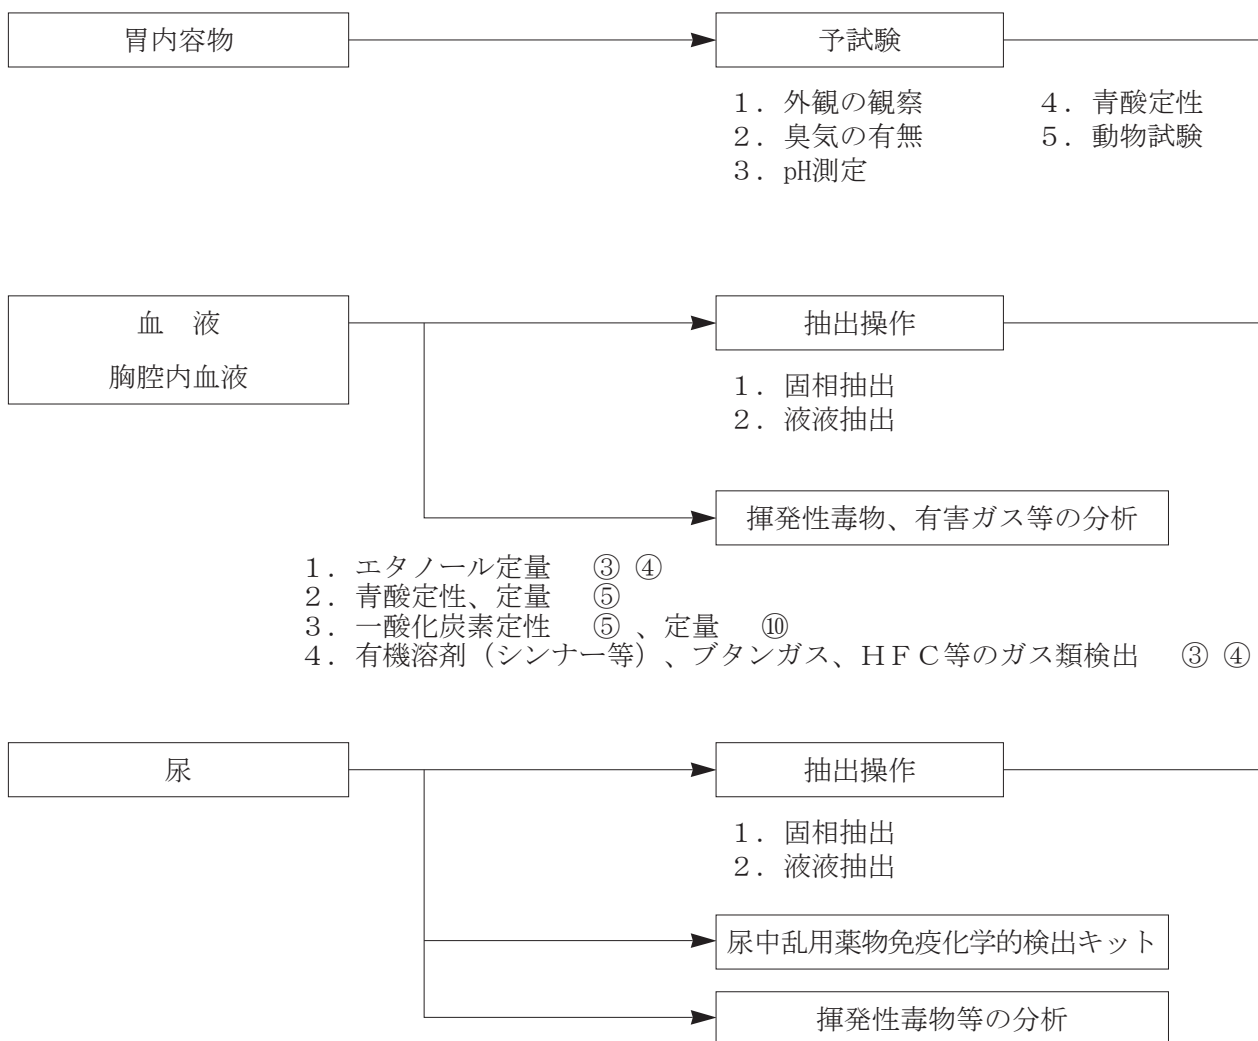 胃内容物
予試験
１．外観の観察 ４．青酸定性
２．臭気の有無 ５．動物試験
３．pH測定
血　液
胸腔内血液
抽出操作
１．固相抽出
２．液液抽出
揮発性毒物、有害ガス等の分析
１．エタノール定量　③ ④
２．青酸定性、定量　⑤
３．一酸化炭素定性　⑤ 、定量　⑩
４．有機溶剤（シンナー等）、ブタンガス、ＨＦＣ等のガス類検出　③ ④
尿
抽出操作
１．固相抽出
２．液液抽出
尿中乱用薬物免疫化学的検出キット
揮発性毒物等の分析